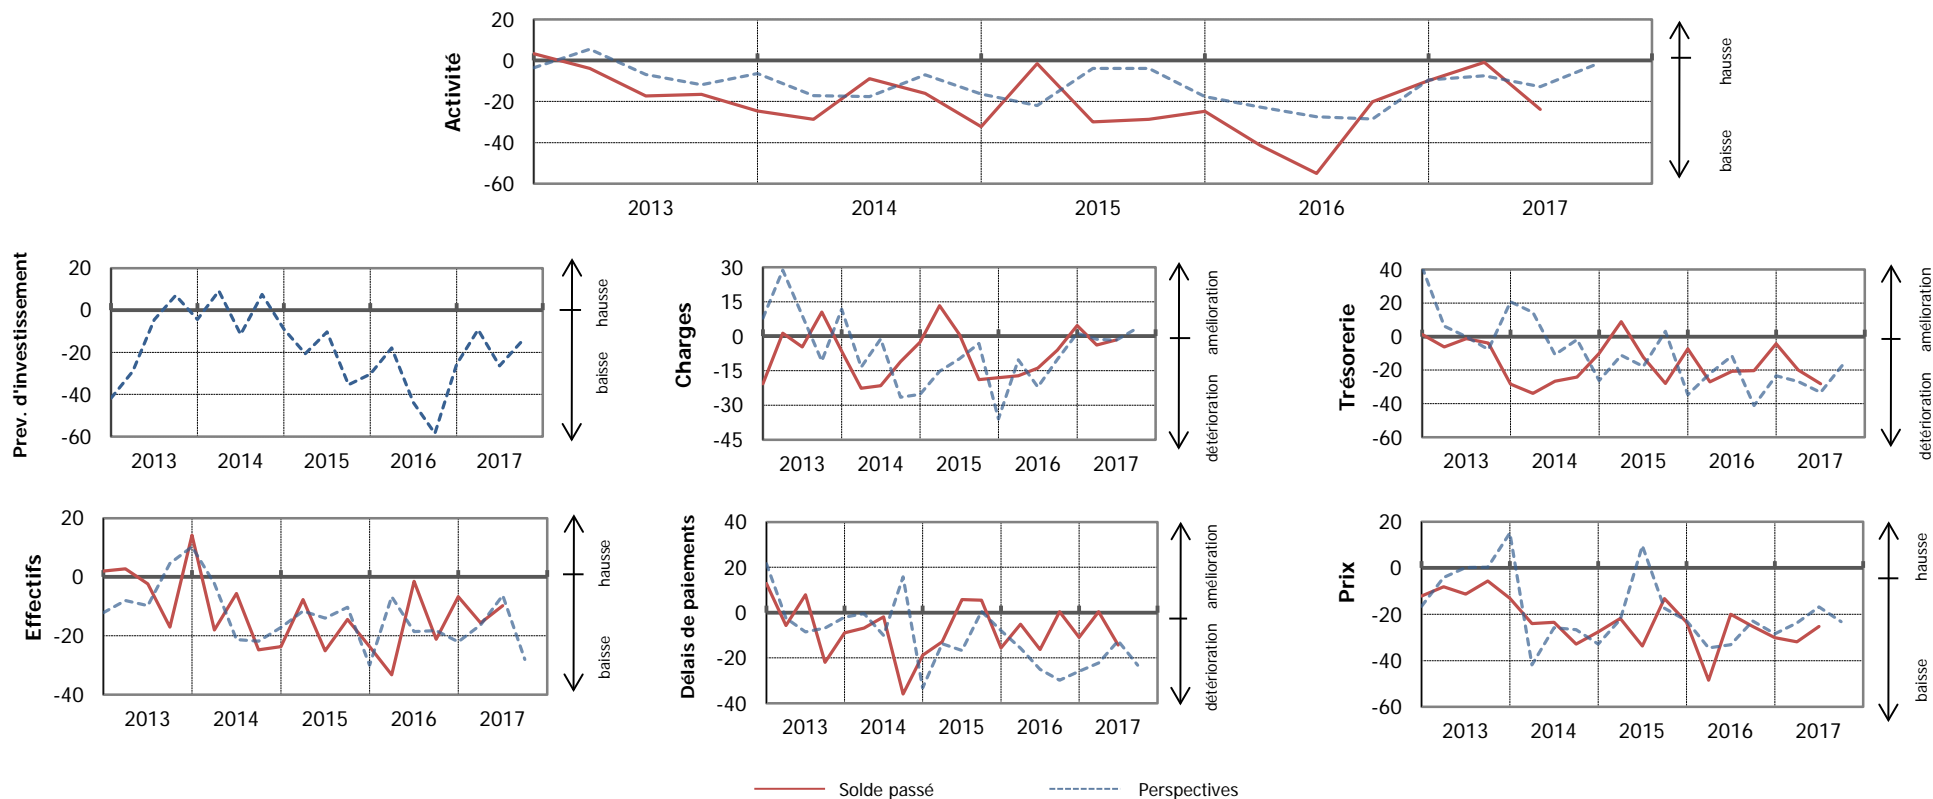 Activité
20
0
-20
-40
-60
2013 2014 2015 2016 2017
hausse
baisse
Prev. d'investissement
20
0
-20
-40
-60
2013 2014 2015 2016 2017
hausse
baisse
Charges
30
15
0
-15
-30
-45
2013 2014 2015 2016 2017
amélioration
détérioration
Trésorerie
40
20
0
-20
-40
-60
2013 2014 2015 2016 2017
amélioration
détérioration
Effectifs
20
0
-20
-40
2013 2014 2015 2016 2017
hausse
baisse
Délais de paiements
40
20
0
-20
-40
2013 2014 2015 2016 2017
amélioration
détérioration
Prix
20
0
-20
-40
-60
2013 2014 2015 2016 2017
hausse
baisse
Solde passé Perspectives